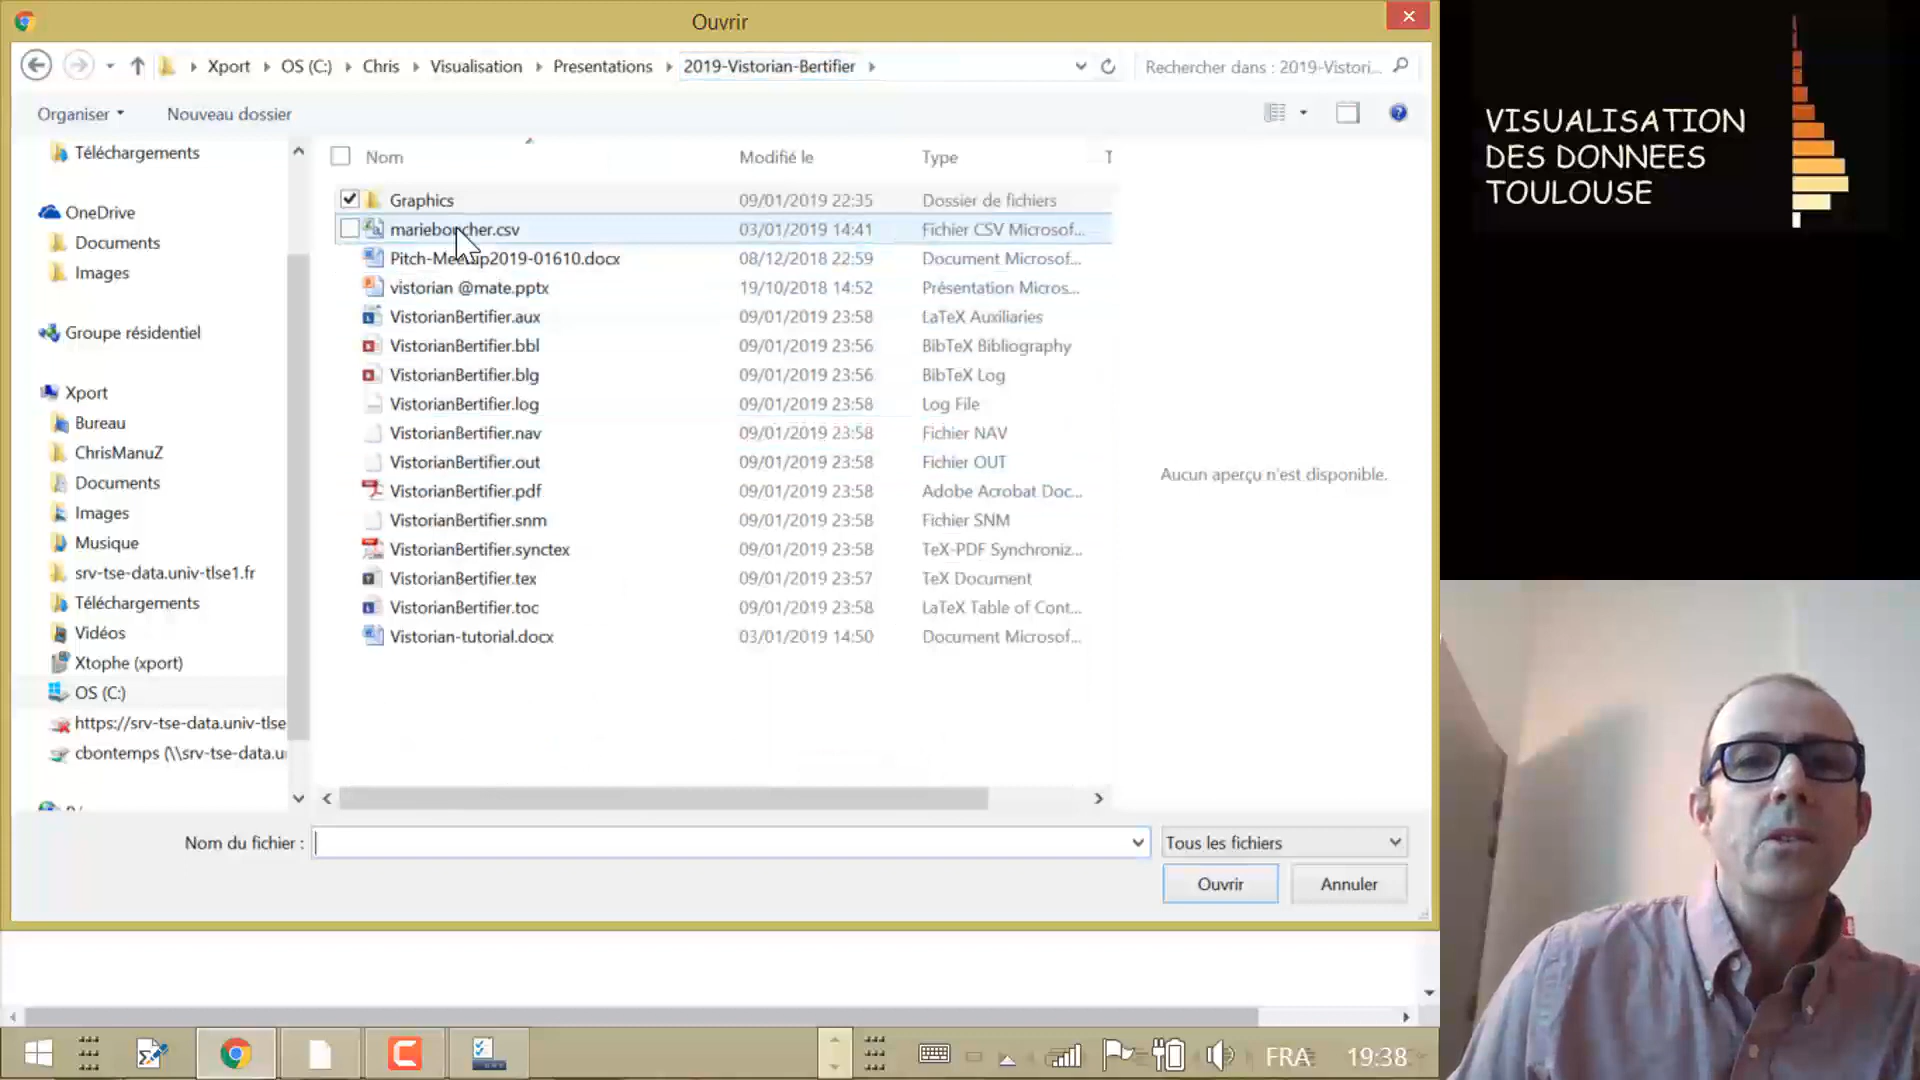 Ouvrir
Xport OS (C:) Chris Visualisation Presentations 2019-Vistorian-Bertifier
Rechercher dans : 2019-Vistori...
Organiser Nouveau dossier
Nom Modifié le Type T
Graphics 09/01/2019 22:35 Dossier de fichiers
marieboucher.csv 03/01/2019 14:41 Fichier CSV Microsof...
Pitch-Meetup2019-01610.docx 08/12/2018 22:59 Document Microsof...
vistorian @mate.pptx 19/10/2018 14:52 Présentation Micros...
VistorianBertifier.aux 09/01/2019 23:58 LaTeX Auxiliaries
VistorianBertifier.bbl 09/01/2019 23:56 BibTeX Bibliography
VistorianBertifier.blg 09/01/2019 23:56 BibTeX Log
VistorianBertifier.log 09/01/2019 23:58 Log File
VistorianBertifier.nav 09/01/2019 23:58 Fichier NAV
VistorianBertifier.out 09/01/2019 23:58 Fichier OUT
VistorianBertifier.pdf 09/01/2019 23:58 Adobe Acrobat Doc...
VistorianBertifier.snm 09/01/2019 23:58 Fichier SNM
VistorianBertifier.synctex 09/01/2019 23:58 TeX-PDF Synchroniz...
VistorianBertifier.tex 09/01/2019 23:57 TeX Document
VistorianBertifier.toc 09/01/2019 23:58 LaTeX Table of Cont...
Vistorian-tutorial.docx 03/01/2019 14:50 Document Microsof...
Téléchargements
OneDrive
Documents
Images
Groupe résidentiel
Xport
Bureau
ChrisManuZ
Documents
Images
Musique
srv-tse-data.univ-tlse1.fr
Téléchargements
Vidéos
Xtophe (xport)
OS (C:)
https://srv-tse-data.univ-tlse
cbontemps (\\srv-tse-data.u
Aucun aperçu n'est disponible.
Nom du fichier :
Tous les fichiers
Ouvrir
Annuler
FRA 19:38
VISUALISATION
DES DONNEES
TOULOUSE